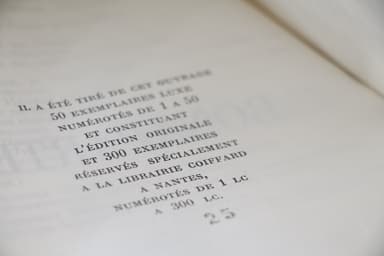 IL A ÉTÉ TIRÉ DE CET OUVRAGE
50 EXEMPLAIRES LUXE
NUMÉROTÉS DE 1 A 50
ET CONSTITUANT
L'ÉDITION ORIGINALE
ET 300 EXEMPLAIRES
RÉSERVÉS SPÉCIALEMENT
A LA LIBRAIRIE COIFFARD
A NANTES,
NUMÉROTÉS DE 1 LC
A 300 LC.
25